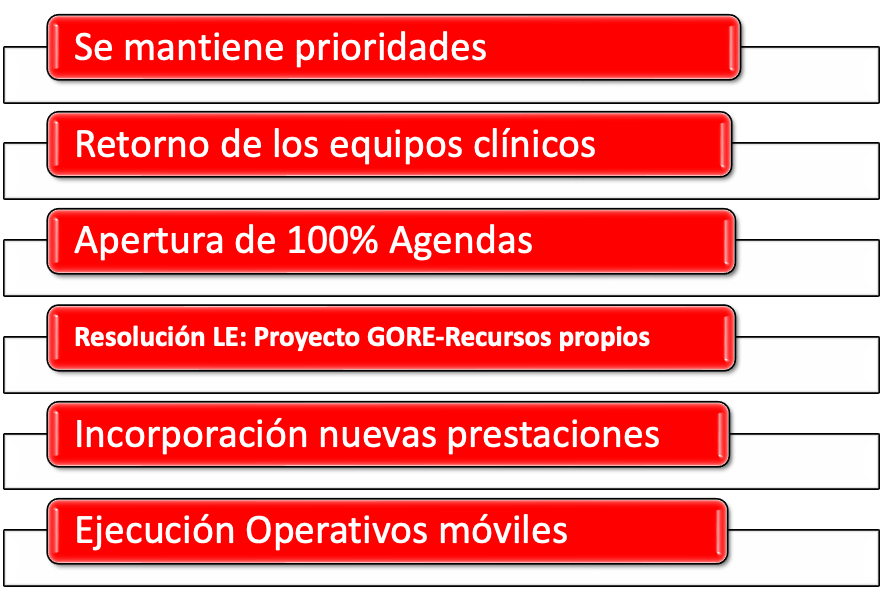 Se mantiene prioridades
Retorno de los equipos clínicos
Apertura de 100% Agendas
Resolución LE: Proyecto GORE-Recursos propios
Incorporación nuevas prestaciones
Ejecución Operativos móviles